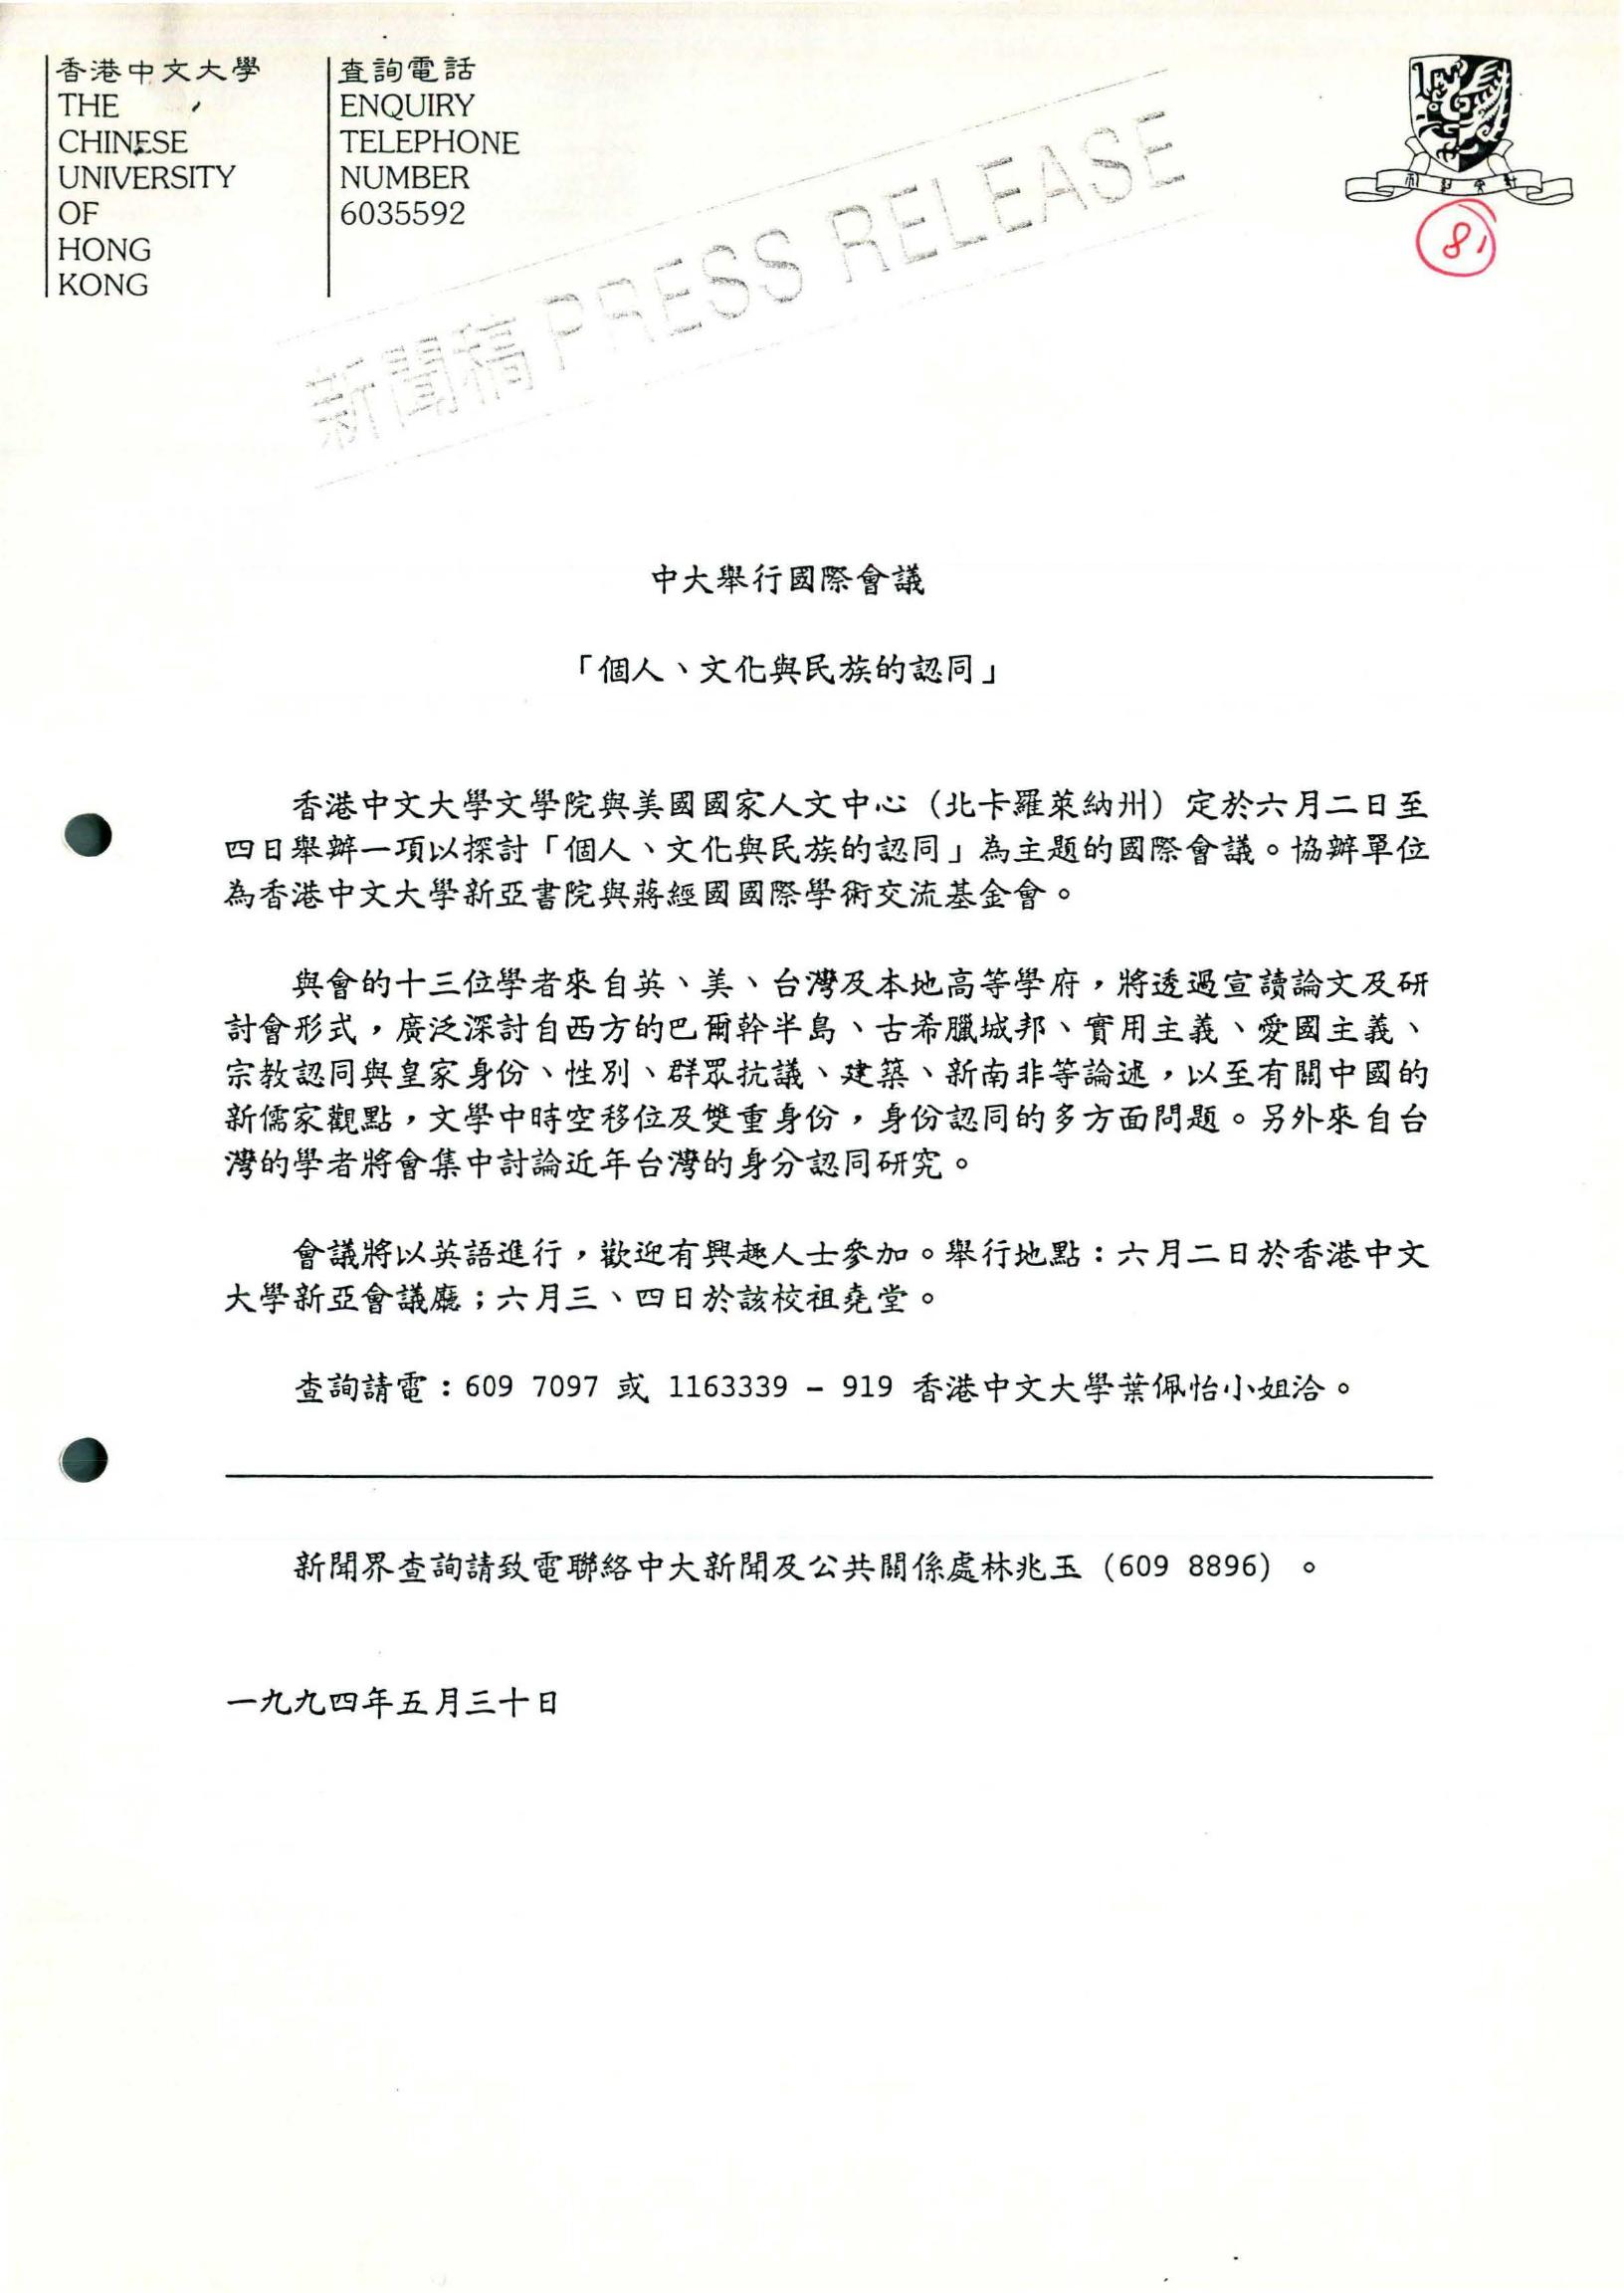 香港中文大學
THE
CHINESE
UNIVERSITY
OF
HONG
KONG
查詢電話
ENQUIRY
TELEPHONE
NUMBER
6035592
新聞稿 PRESS RELEASE
81
中大舉行國際會議
「個人、文化與民族的認同」
香港中文大學文學院與美國國家人文中心（北卡羅萊納州）定於六月二日至
四日舉辦一項以探討「個人、文化與民族的認同」為主題的國際會議。協辦單位
為香港中文大學新亞書院與蔣經國國際學術交流基金會。
與會的十三位學者來自英、美、台灣及本地高等學府，將透過宣讀論文及研
討會形式，廣泛深討自西方的巴爾幹半島、古希臘城邦、實用主義、愛國主義、
宗教認同與皇家身份、性別、群眾抗議、建築、新南非等論述，以至有關中國的
新儒家觀點，文學中時空移位及雙重身份，身份認同的多方面問題。另外來自台
灣的學者將會集中討論近年台灣的身分認同研究。
會議將以英語進行，歡迎有興趣人士參加。舉行地點：六月二日於香港中文
大學新亞會議廳；六月三、四日於該校祖堯堂。
查詢請電：609 7097 或 1163339 – 919 香港中文大學葉佩怡小姐洽。
新聞界查詢請致電聯絡中大新聞及公共關係處林兆玉（609 8896）。
一九九四年五月三十日